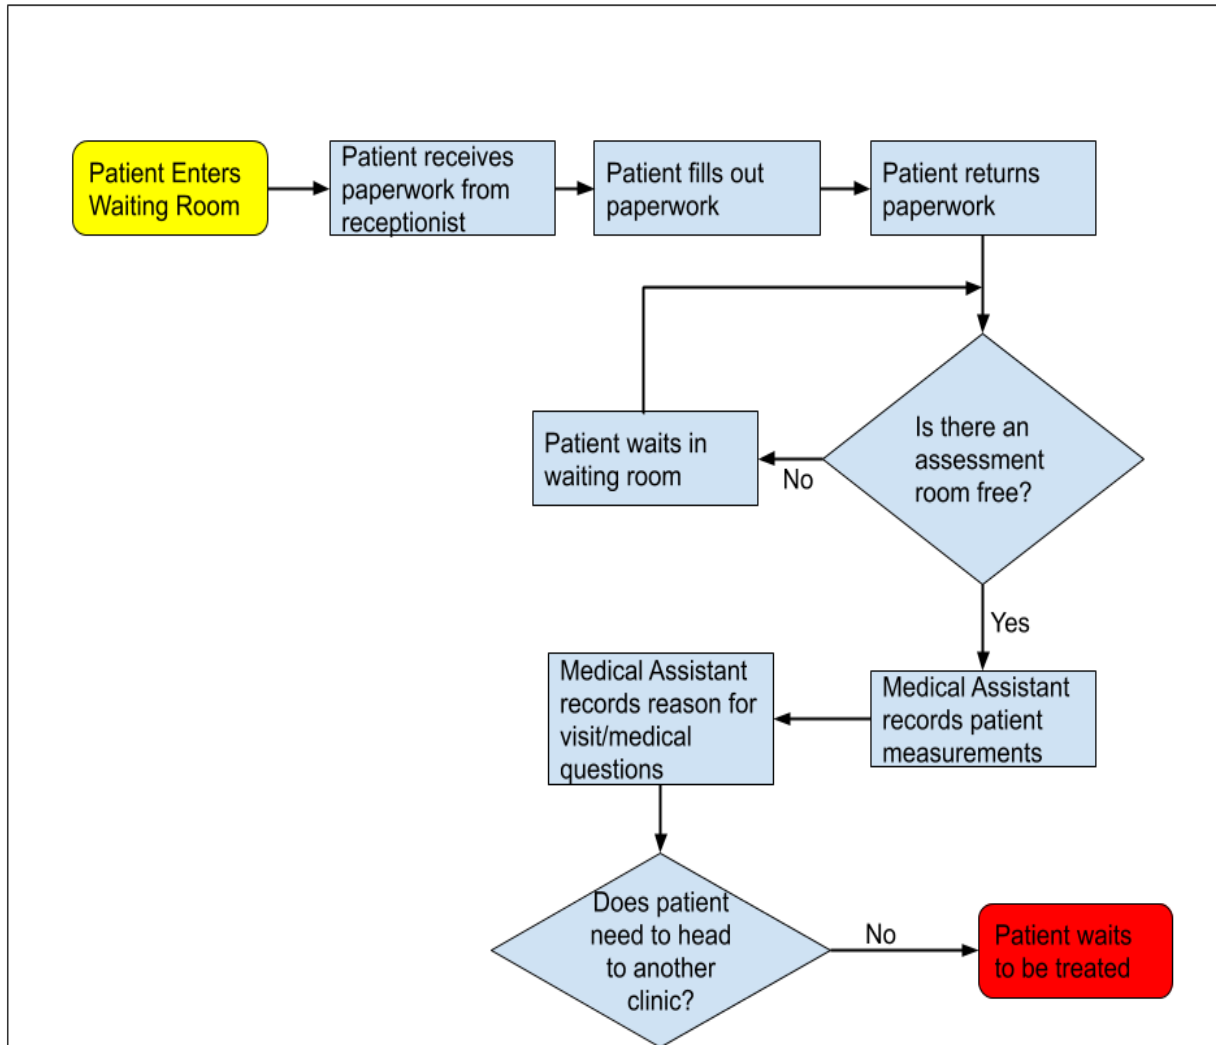 Patient Enters
Waiting Room
Patient receives
paperwork from
receptionist
Patient fills out
paperwork
Patient returns
paperwork
Is there an
assessment
room free?
No
Patient waits in
waiting room
Yes
Medical Assistant
records patient
measurements
Medical Assistant
records reason for
visit/medical
questions
Does patient
need to head
to another
clinic?
No
Patient waits
to be treated